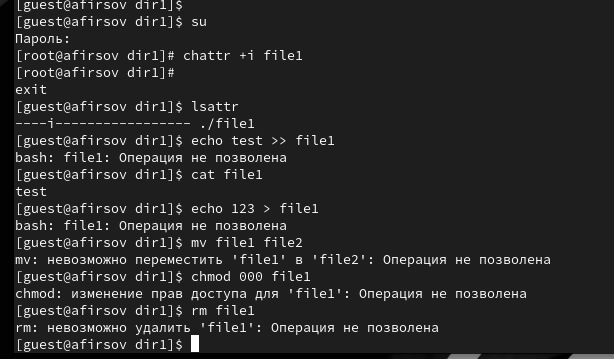 [guest@afirsov dir1]$
[guest@afirsov dir1]$ su
Пароль:
[root@afirsov dir1]# chattr +i file1
[root@afirsov dir1]#
exit
[guest@afirsov dir1]$ lsattr
----i----------------- ./file1
[guest@afirsov dir1]$ echo test >> file1
bash: file1: Операция не позволена
[guest@afirsov dir1]$ cat file1
test
[guest@afirsov dir1]$ echo 123 > file1
bash: file1: Операция не позволена
[guest@afirsov dir1]$ mv file1 file2
mv: невозможно переместить 'file1' в 'file2': Операция не позволена
[guest@afirsov dir1]$ chmod 000 file1
chmod: изменение прав доступа для 'file1': Операция не позволена
[guest@afirsov dir1]$ rm file1
rm: невозможно удалить 'file1': Операция не позволена
[guest@afirsov dir1]$